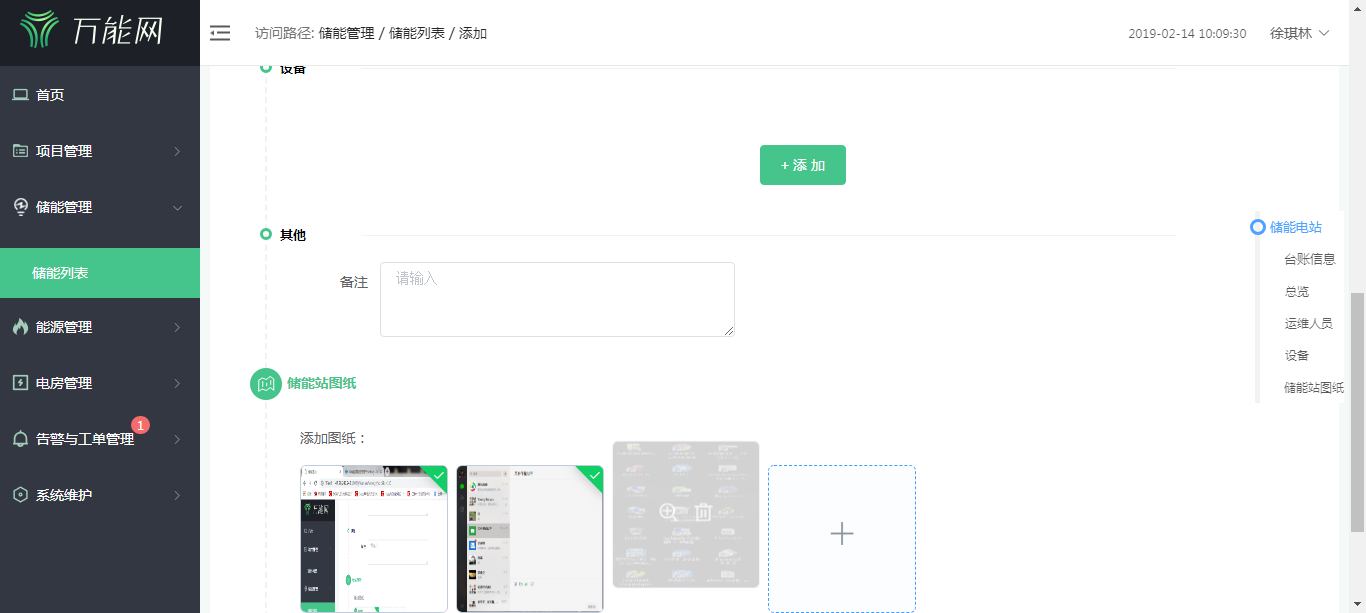 万能网
访问路径: 储能管理 / 储能列表 / 添加
2019-02-14 10:09:30
徐琪林
首页
项目管理
储能管理
储能列表
能源管理
电房管理
告警与工单管理
1
系统维护
设备
+ 添 加
其他
备注
请输入
储能站图纸
添加图纸：
万能网
储能电站
台账信息
总览
运维人员
设备
储能站图纸